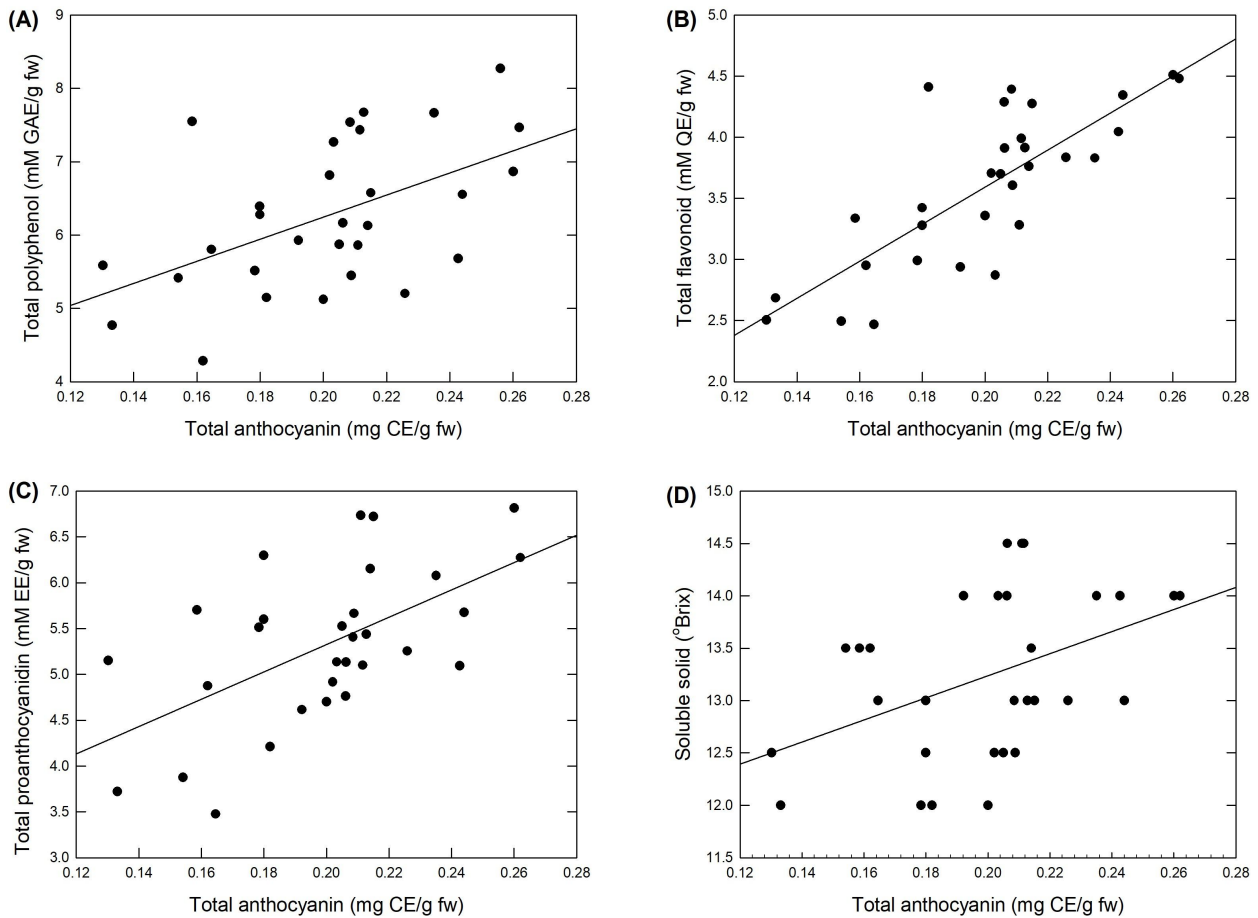 (A)
9
8
7
6
5
4
Total polyphenol (mM GAE/g fw)
0.12 0.14 0.16 0.18 0.20 0.22 0.24 0.26 0.28
Total anthocyanin (mg CE/g fw)
(B)
5.0
4.5
4.0
3.5
3.0
2.5
2.0
Total flavonoid (mM QE/g fw)
0.12 0.14 0.16 0.18 0.20 0.22 0.24 0.26 0.28
Total anthocyanin (mg CE/g fw)
(C)
7.0
6.5
6.0
5.5
5.0
4.5
4.0
3.5
3.0
Total proanthocyanidin (mM EE/g fw)
0.12 0.14 0.16 0.18 0.20 0.22 0.24 0.26 0.28
Total anthocyanin (mg CE/g fw)
(D)
15.0
14.5
14.0
13.5
13.0
12.5
12.0
11.5
Soluble solid (°Brix)
0.12 0.14 0.16 0.18 0.20 0.22 0.24 0.26 0.28
Total anthocyanin (mg CE/g fw)